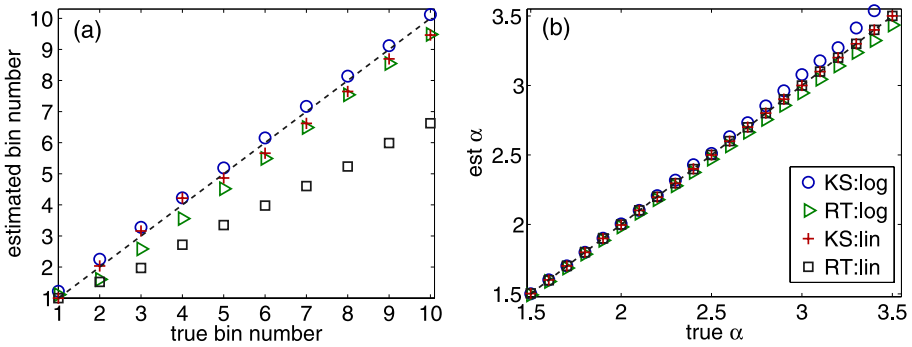 (a)
10
9
8
7
6
5
4
3
2
1
estimated bin number
1 2 3 4 5 6 7 8 9 10
true bin number
(b)
3.5
2.5
1.5
est α
1.5 2 2.5 3 3.5
true α
KS:log
RT:log
KS:lin
RT:lin